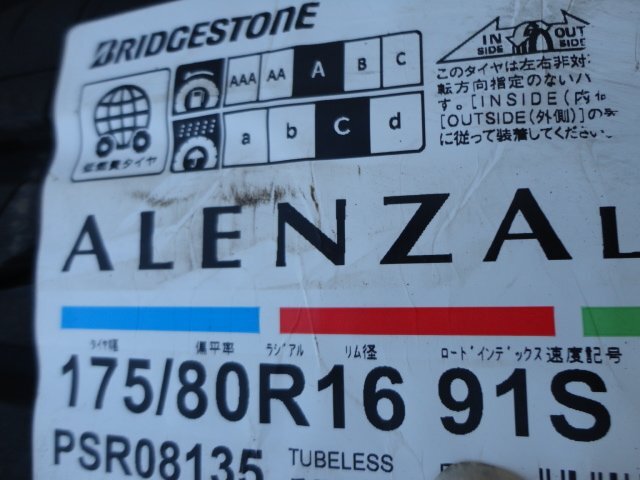 BRIDGESTONE
AAA AA A B C
a b C d
低燃費タイヤ
IN SIDE OUT SIDE
このタイヤは左右非対
転方向指定のないパ
す。[INSIDE(内
[OUTSIDE(外側)]の
に従って装着してください。
ALENZA
タイヤ幅 偏平率 ラジアル リム径 ロードインデックス 速度記号
175/80R16 91S
PSR08135
TUBELESS